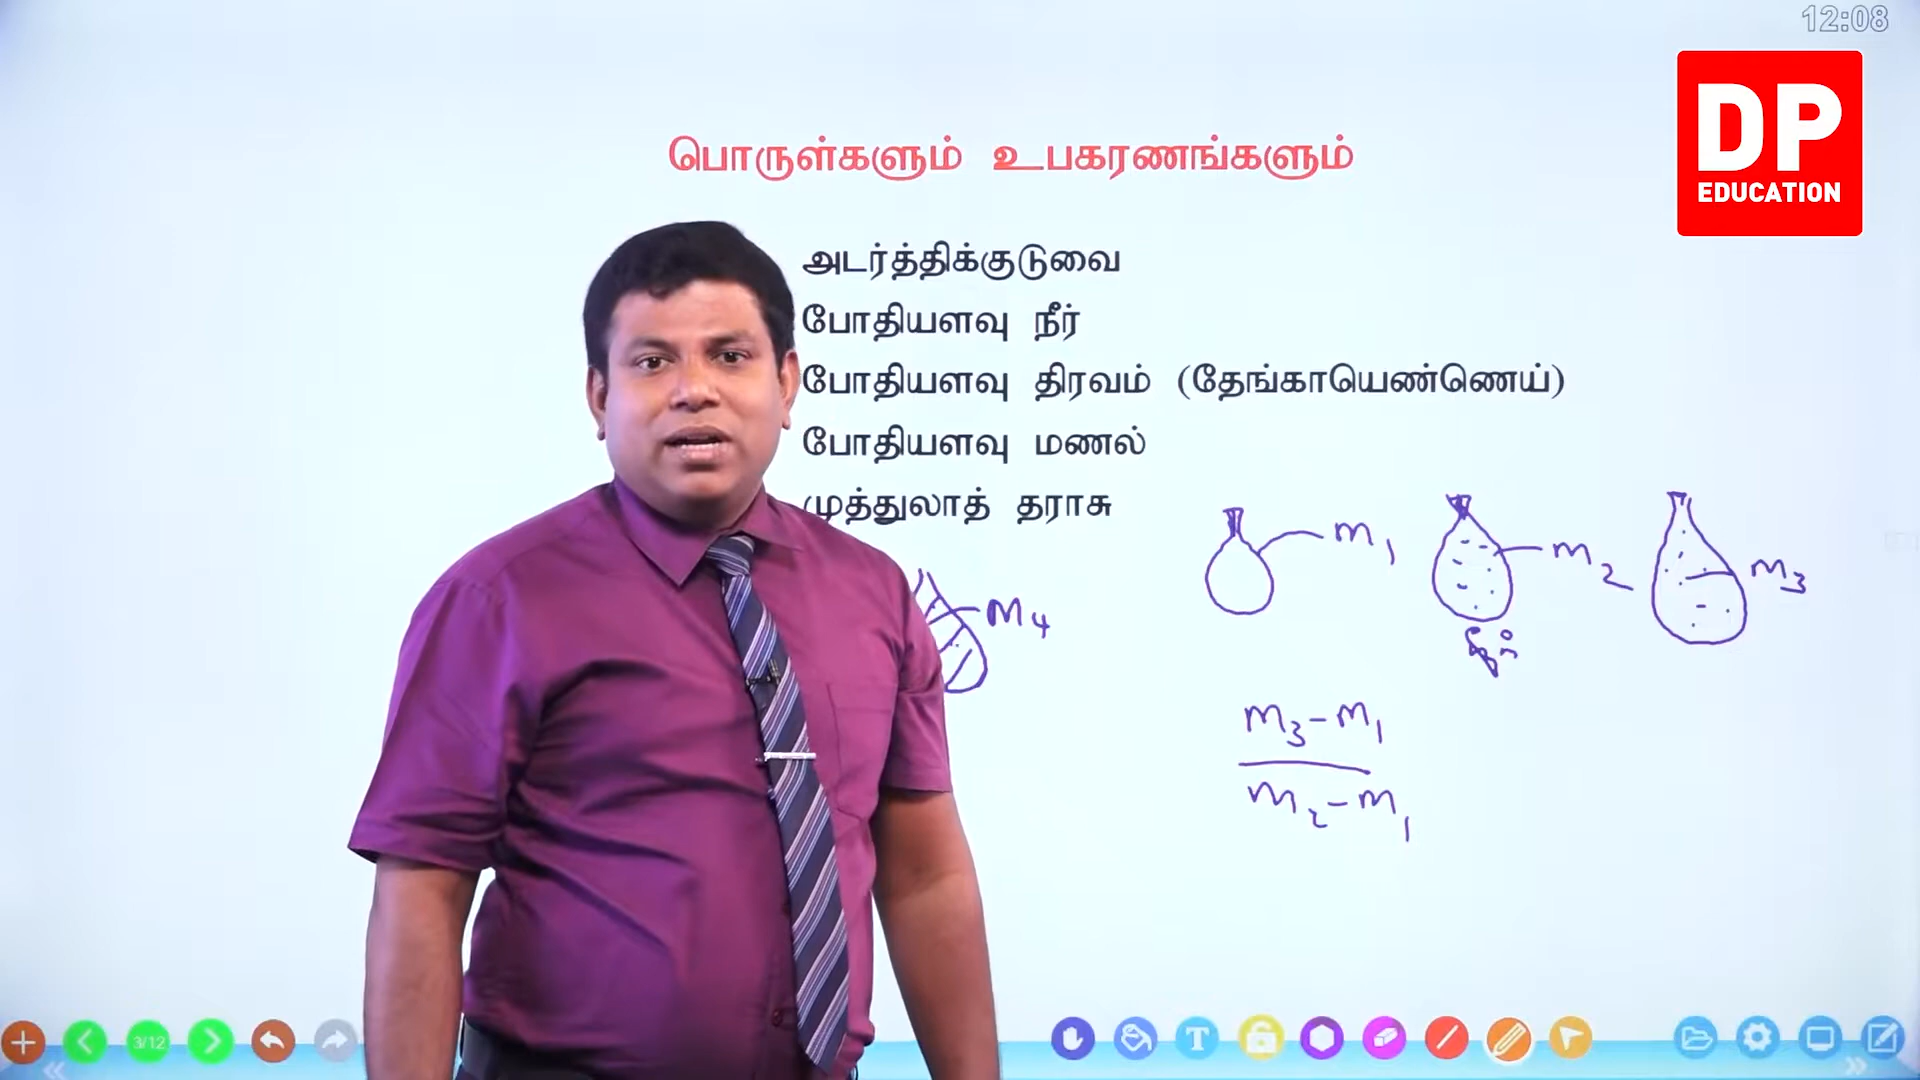 12:08
DP
EDUCATION
பொருள்களும் உபகரணங்களும்
அடர்த்திக்குடுவை
போதியளவு நீர்
போதியளவு திரவம் (தேங்காயெண்ணெய்)
போதியளவு மணல்
முத்துலாத் தராசு
m1
m2
m3
m4
நீர்
m3-m1
m2-m1
3/12
T